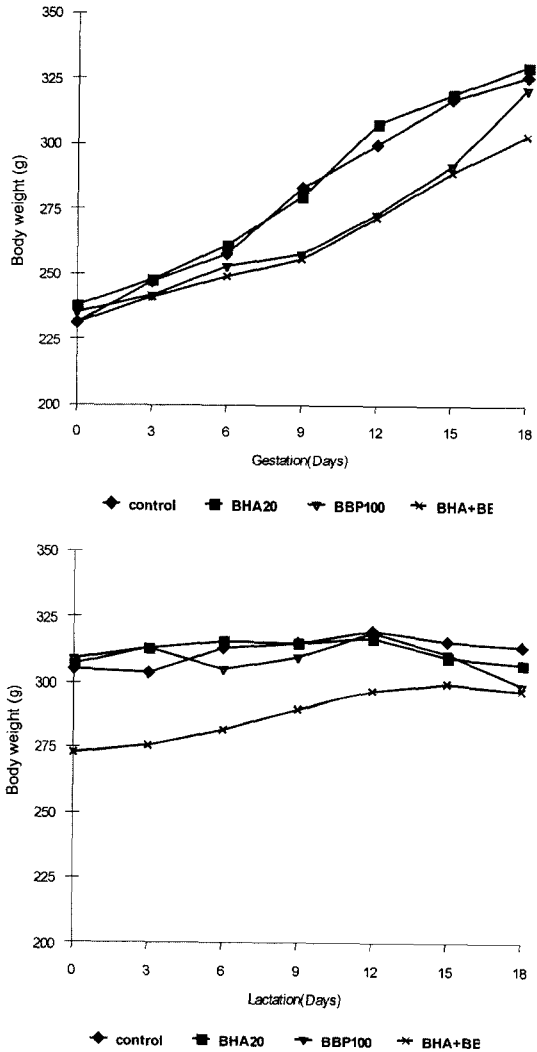 350
325
300
275
250
225
200
Body weight (g)
0 3 6 9 12 15 18
Gestation(Days)
control BHA20 BBP100 BHA+BE
350
325
300
275
250
225
200
Body weight (g)
0 3 6 9 12 15 18
Lactation(Days)
control BHA20 BBP100 BHA+BE